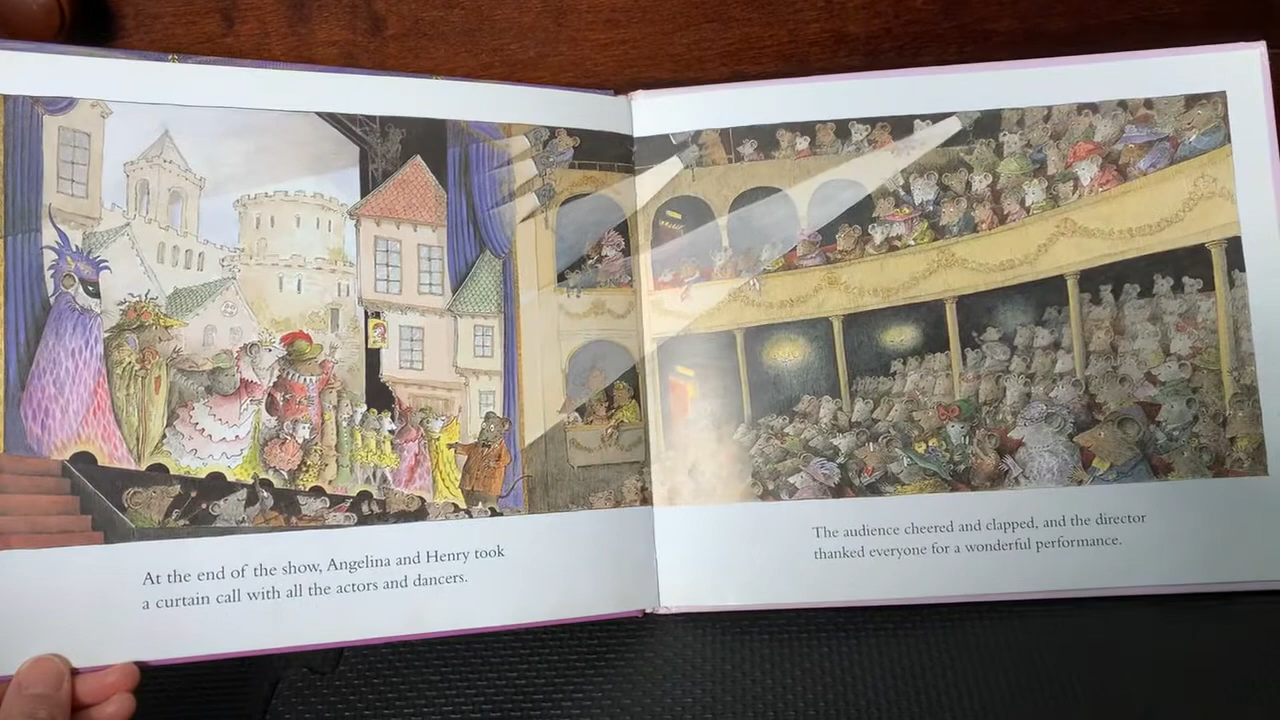 At the end of the show, Angelina and Henry took
a curtain call with all the actors and dancers.
The audience cheered and clapped, and the director
thanked everyone for a wonderful performance.